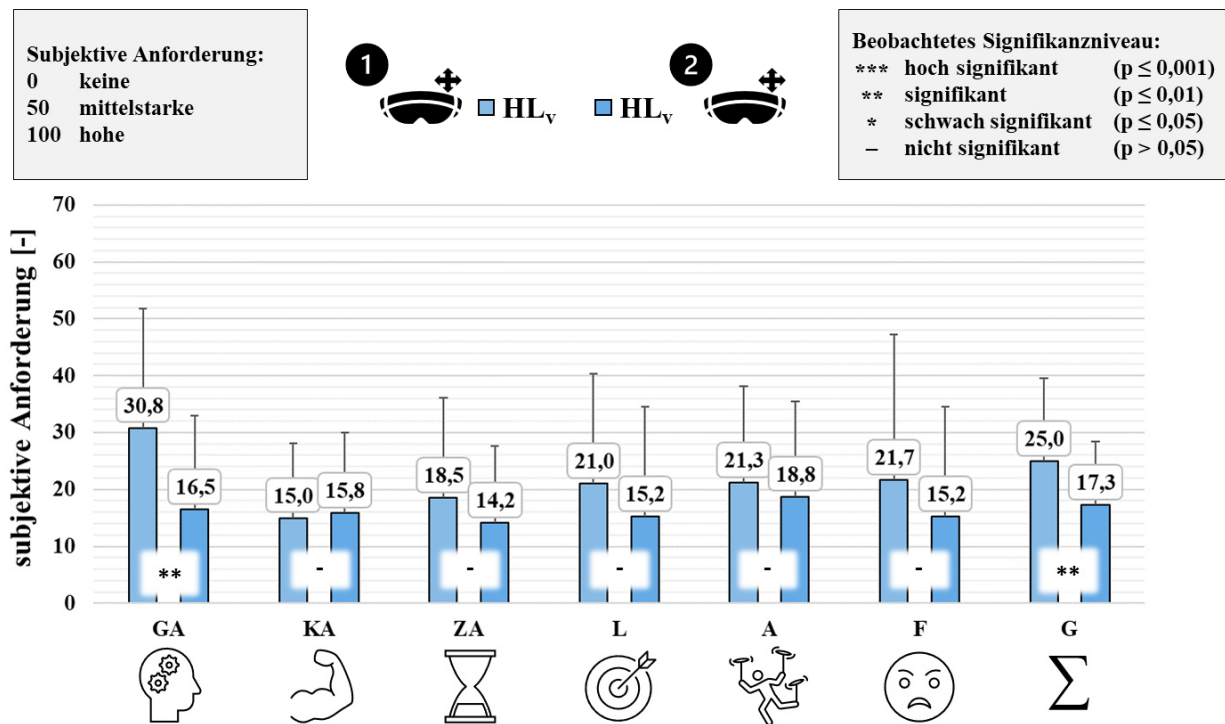 Subjektive Anforderung:
0 keine
50 mittelstarke
100 hohe
1
HLv
HLv
2
Beobachtetes Signifikanzniveau:
*** hoch signifikant (p ≤ 0,001)
** signifikant (p ≤ 0,01)
* schwach signifikant (p ≤ 0,05)
– nicht signifikant (p > 0,05)
subjektive Anforderung [-]
70
60
50
40
30
20
10
0
30,8
16,5
15,0
15,8
18,5
14,2
21,0
15,2
21,3
18,8
21,7
15,2
25,0
17,3
** - - - - - **
GA KA ZA L A F G
Σ